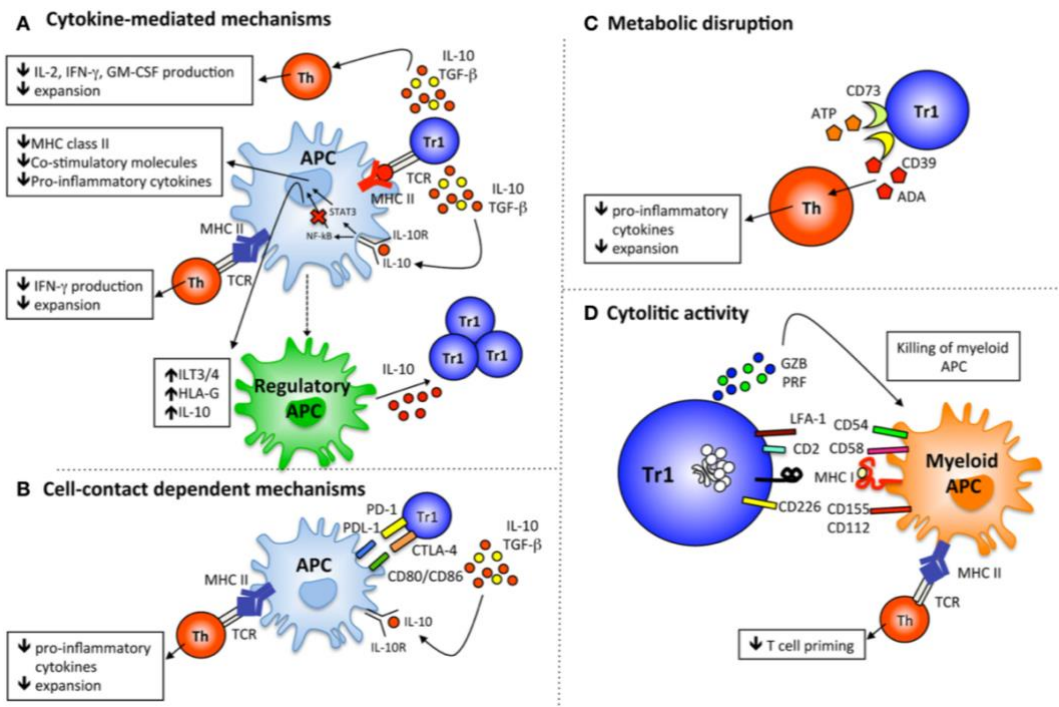 A Cytokine-mediated mechanisms
IL-10
TGF-β
Th
↓ IL-2, IFN-γ, GM-CSF production
↓ expansion
APC
Tr1
TCR
MHC II
IL-10
TGF-β
↓MHC class II
↓Co-stimulatory molecules
↓Pro-inflammatory cytokines
STAT3
NF-kB
IL-10R
IL-10
MHC II
TCR
Th
↓ IFN-γ production
↓ expansion
↑ILT3/4
↑HLA-G
↑IL-10
Regulatory
APC
IL-10
Tr1
Tr1
Tr1
B Cell-contact dependent mechanisms
PD-1
PDL-1
Tr1
CTLA-4
CD80/CD86
IL-10
TGF-β
APC
MHC II
TCR
Th
IL-10
IL-10R
↓ pro-inflammatory
cytokines
↓ expansion
C Metabolic disruption
CD73
ATP
Tr1
CD39
ADA
Th
↓ pro-inflammatory
cytokines
↓ expansion
D Cytolitic activity
GZB
PRF
Killing of myeloid
APC
Tr1
LFA-1
CD54
CD2
CD58
MHC I
CD226
CD155
CD112
Myeloid
APC
MHC II
TCR
Th
↓ T cell priming